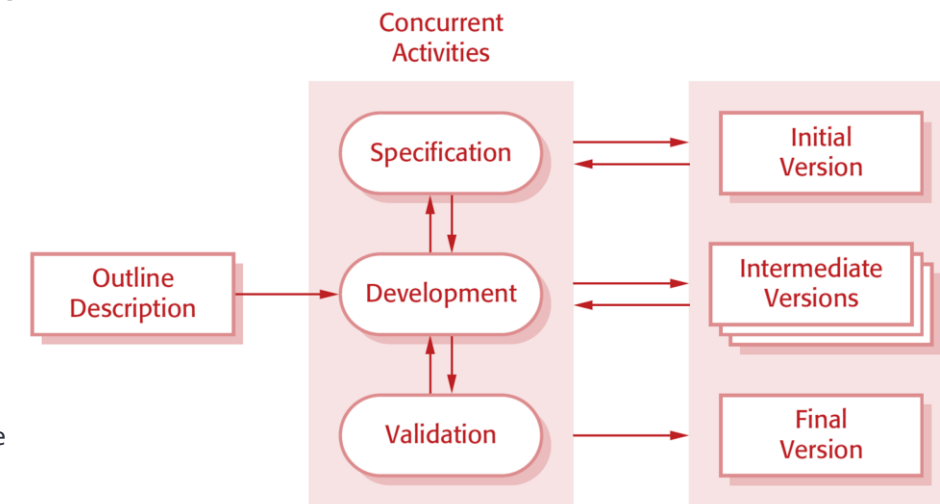 Concurrent
Activities
Specification
Initial
Version
Outline
Description
Development
Intermediate
Versions
Validation
Final
Version
e